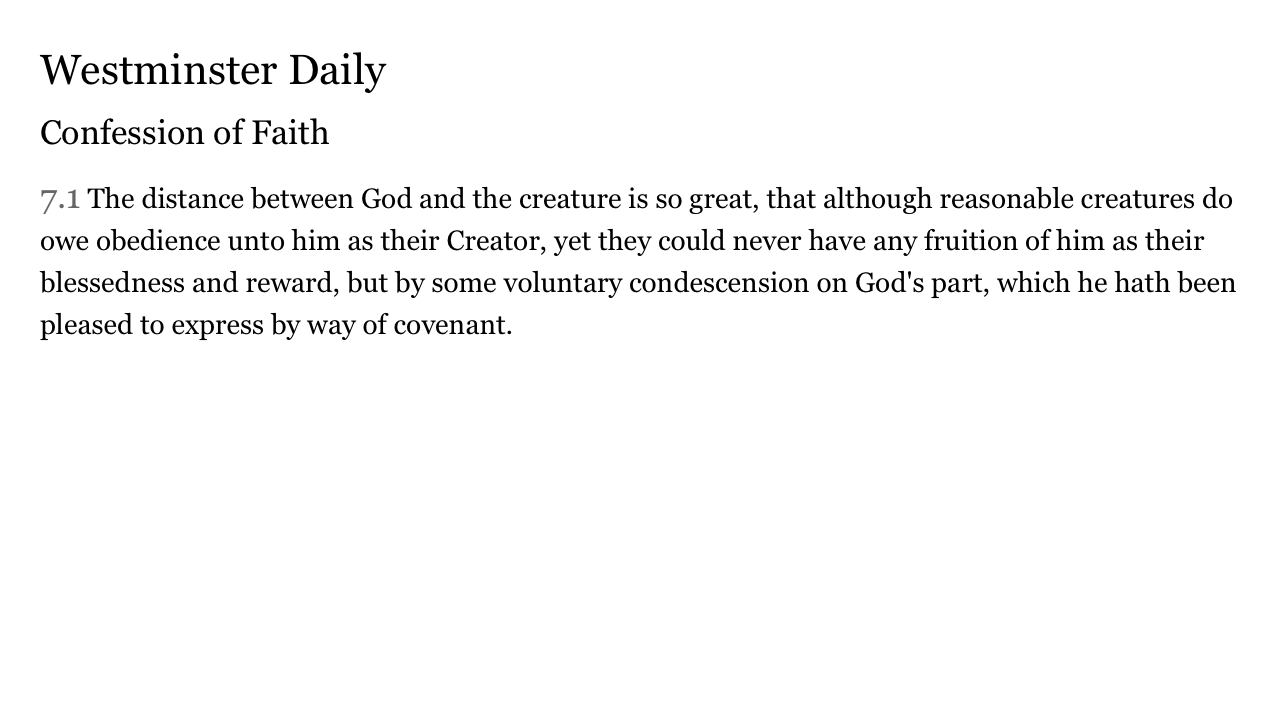 Westminster Daily
Confession of Faith
7.1 The distance between God and the creature is so great, that although reasonable creatures do
owe obedience unto him as their Creator, yet they could never have any fruition of him as their
blessedness and reward, but by some voluntary condescension on God's part, which he hath been
pleased to express by way of covenant.